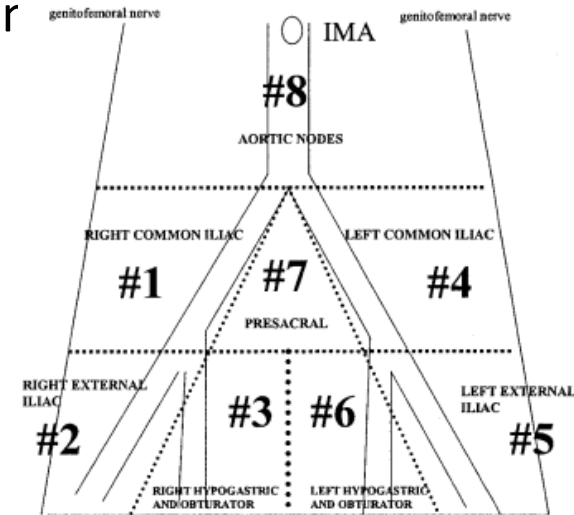 r
genitofemoral nerve
genitofemoral nerve
IMA
#8
AORTIC NODES
RIGHT COMMON ILIAC
LEFT COMMON ILIAC
#1
#7
#4
PRESACRAL
RIGHT EXTERNAL
ILIAC
LEFT EXTERNAL
ILIAC
#2
#3
#6
#5
RIGHT HYPOGASTRIC
AND OBTURATOR
LEFT HYPOGASTRIC
AND OBTURATOR